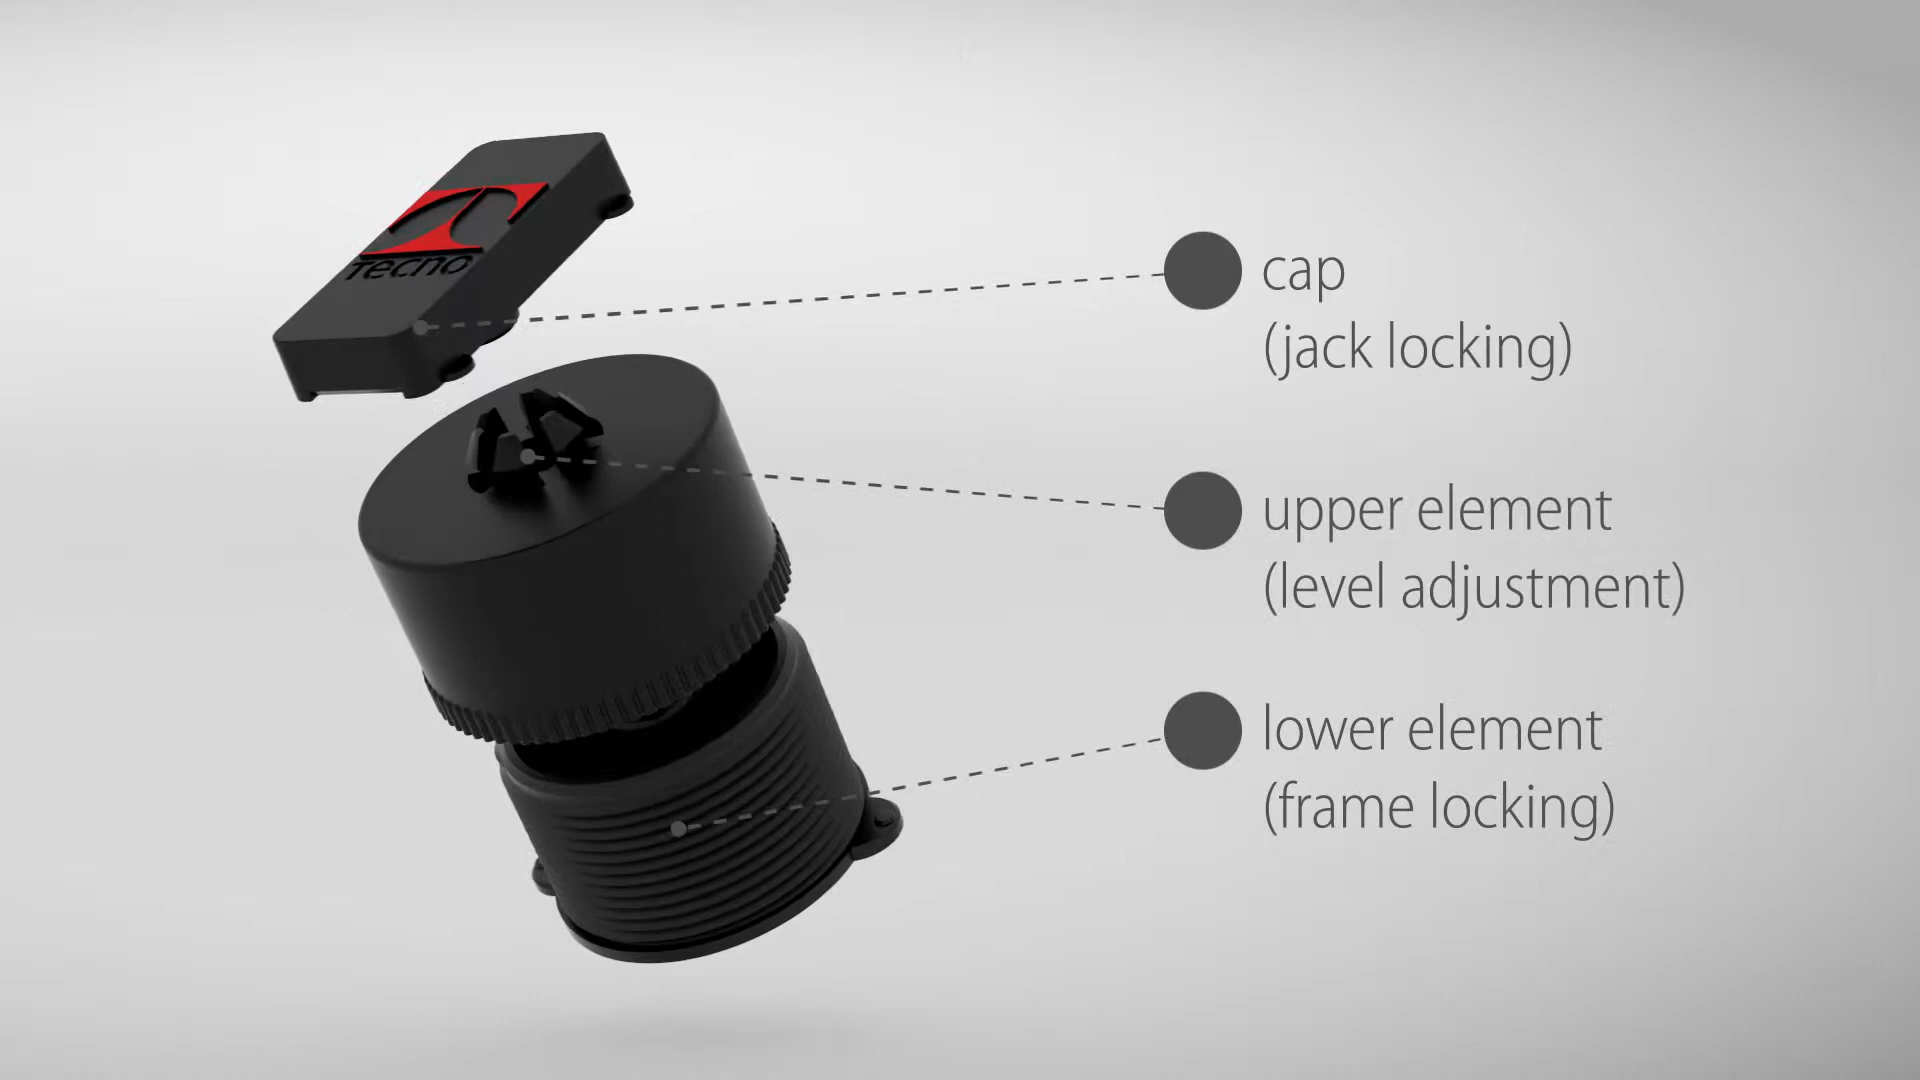 Tecno
cap
(jack locking)
upper element
(level adjustment)
lower element
(frame locking)